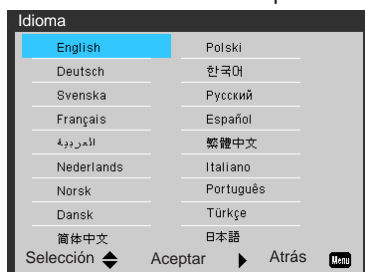 Idioma
English Polski
Deutsch 한국어
Svenska Русский
Français Español
العربية 繁體中文
Nederlands Italiano
Norsk Português
Dansk Türkçe
简体中文 日本語
Selección Aceptar Atrás Menu